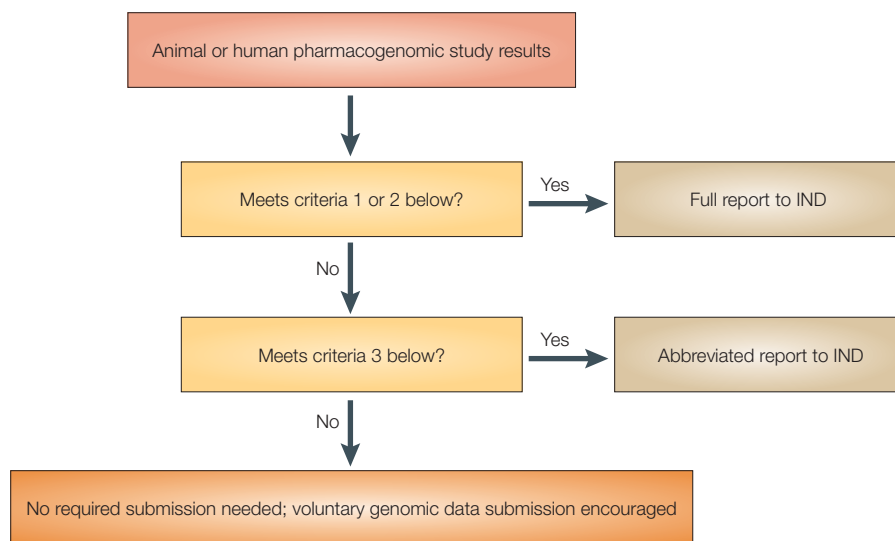 Animal or human pharmacogenomic study results
Meets criteria 1 or 2 below?
Yes
Full report to IND
No
Meets criteria 3 below?
Yes
Abbreviated report to IND
No
No required submission needed; voluntary genomic data submission encouraged